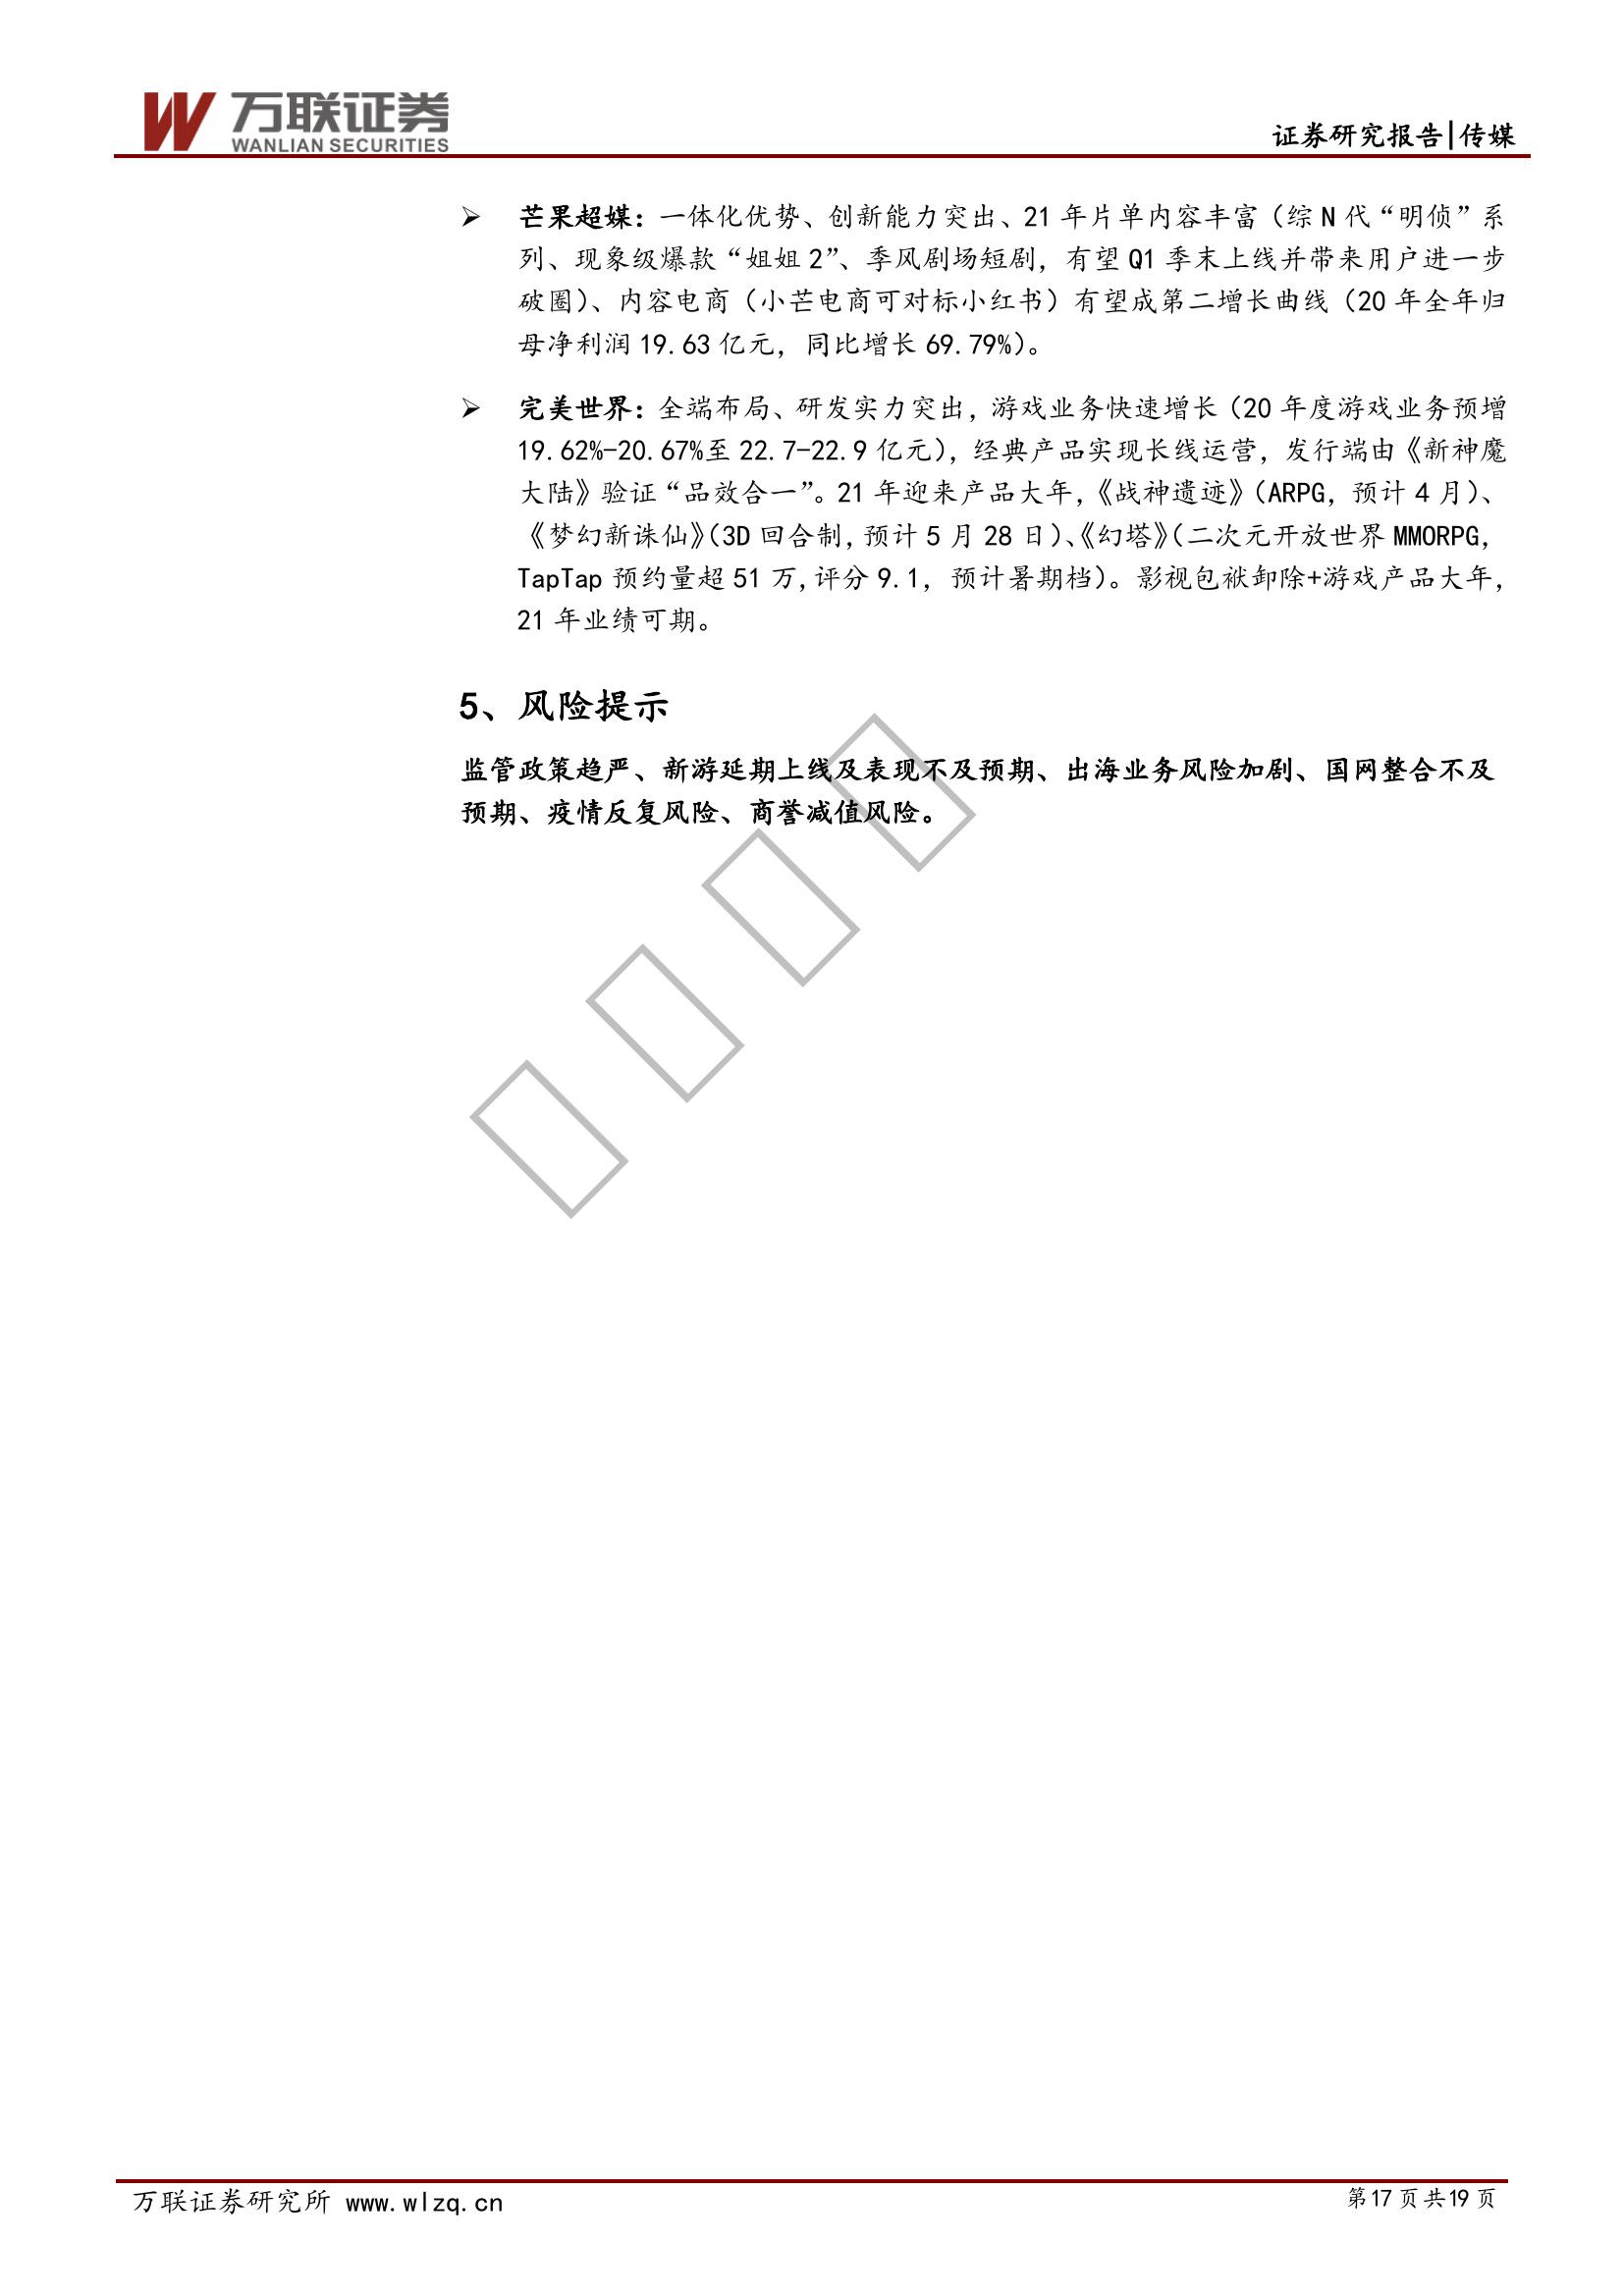 万联证券
WANLIAN SECURITIES
证券研究报告|传媒
➢ 芒果超媒：一体化优势、创新能力突出、21 年片单内容丰富（综 N 代“明侦”系
列、现象级爆款“姐姐 2”、季风剧场短剧，有望 Q1 季末上线并带来用户进一步
破圈）、内容电商（小芒电商可对标小红书）有望成第二增长曲线（20 年全年归
母净利润 19.63 亿元，同比增长 69.79%）。
➢ 完美世界：全端布局、研发实力突出，游戏业务快速增长（20 年度游戏业务预增
19.62%-20.67%至 22.7-22.9 亿元），经典产品实现长线运营，发行端由《新神魔
大陆》验证“品效合一”。21 年迎来产品大年，《战神遗迹》（ARPG，预计 4 月）、
《梦幻新诛仙》（3D 回合制，预计 5 月 28 日）、《幻塔》（二次元开放世界 MMORPG，
TapTap 预约量超 51 万，评分 9.1，预计暑期档）。影视包袱卸除+游戏产品大年，
21 年业绩可期。
5、风险提示
监管政策趋严、新游延期上线及表现不及预期、出海业务风险加剧、国网整合不及
预期、疫情反复风险、商誉减值风险。
万联证券研究所 www.wlzq.cn
第17页共19页